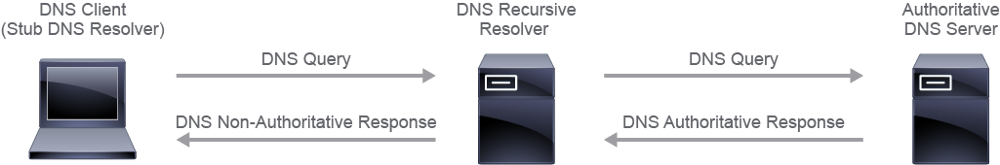 DNS Client
(Stub DNS Resolver)
DNS Recursive
Resolver
Authoritative
DNS Server
DNS Query
DNS Query
DNS Non-Authoritative Response
DNS Authoritative Response